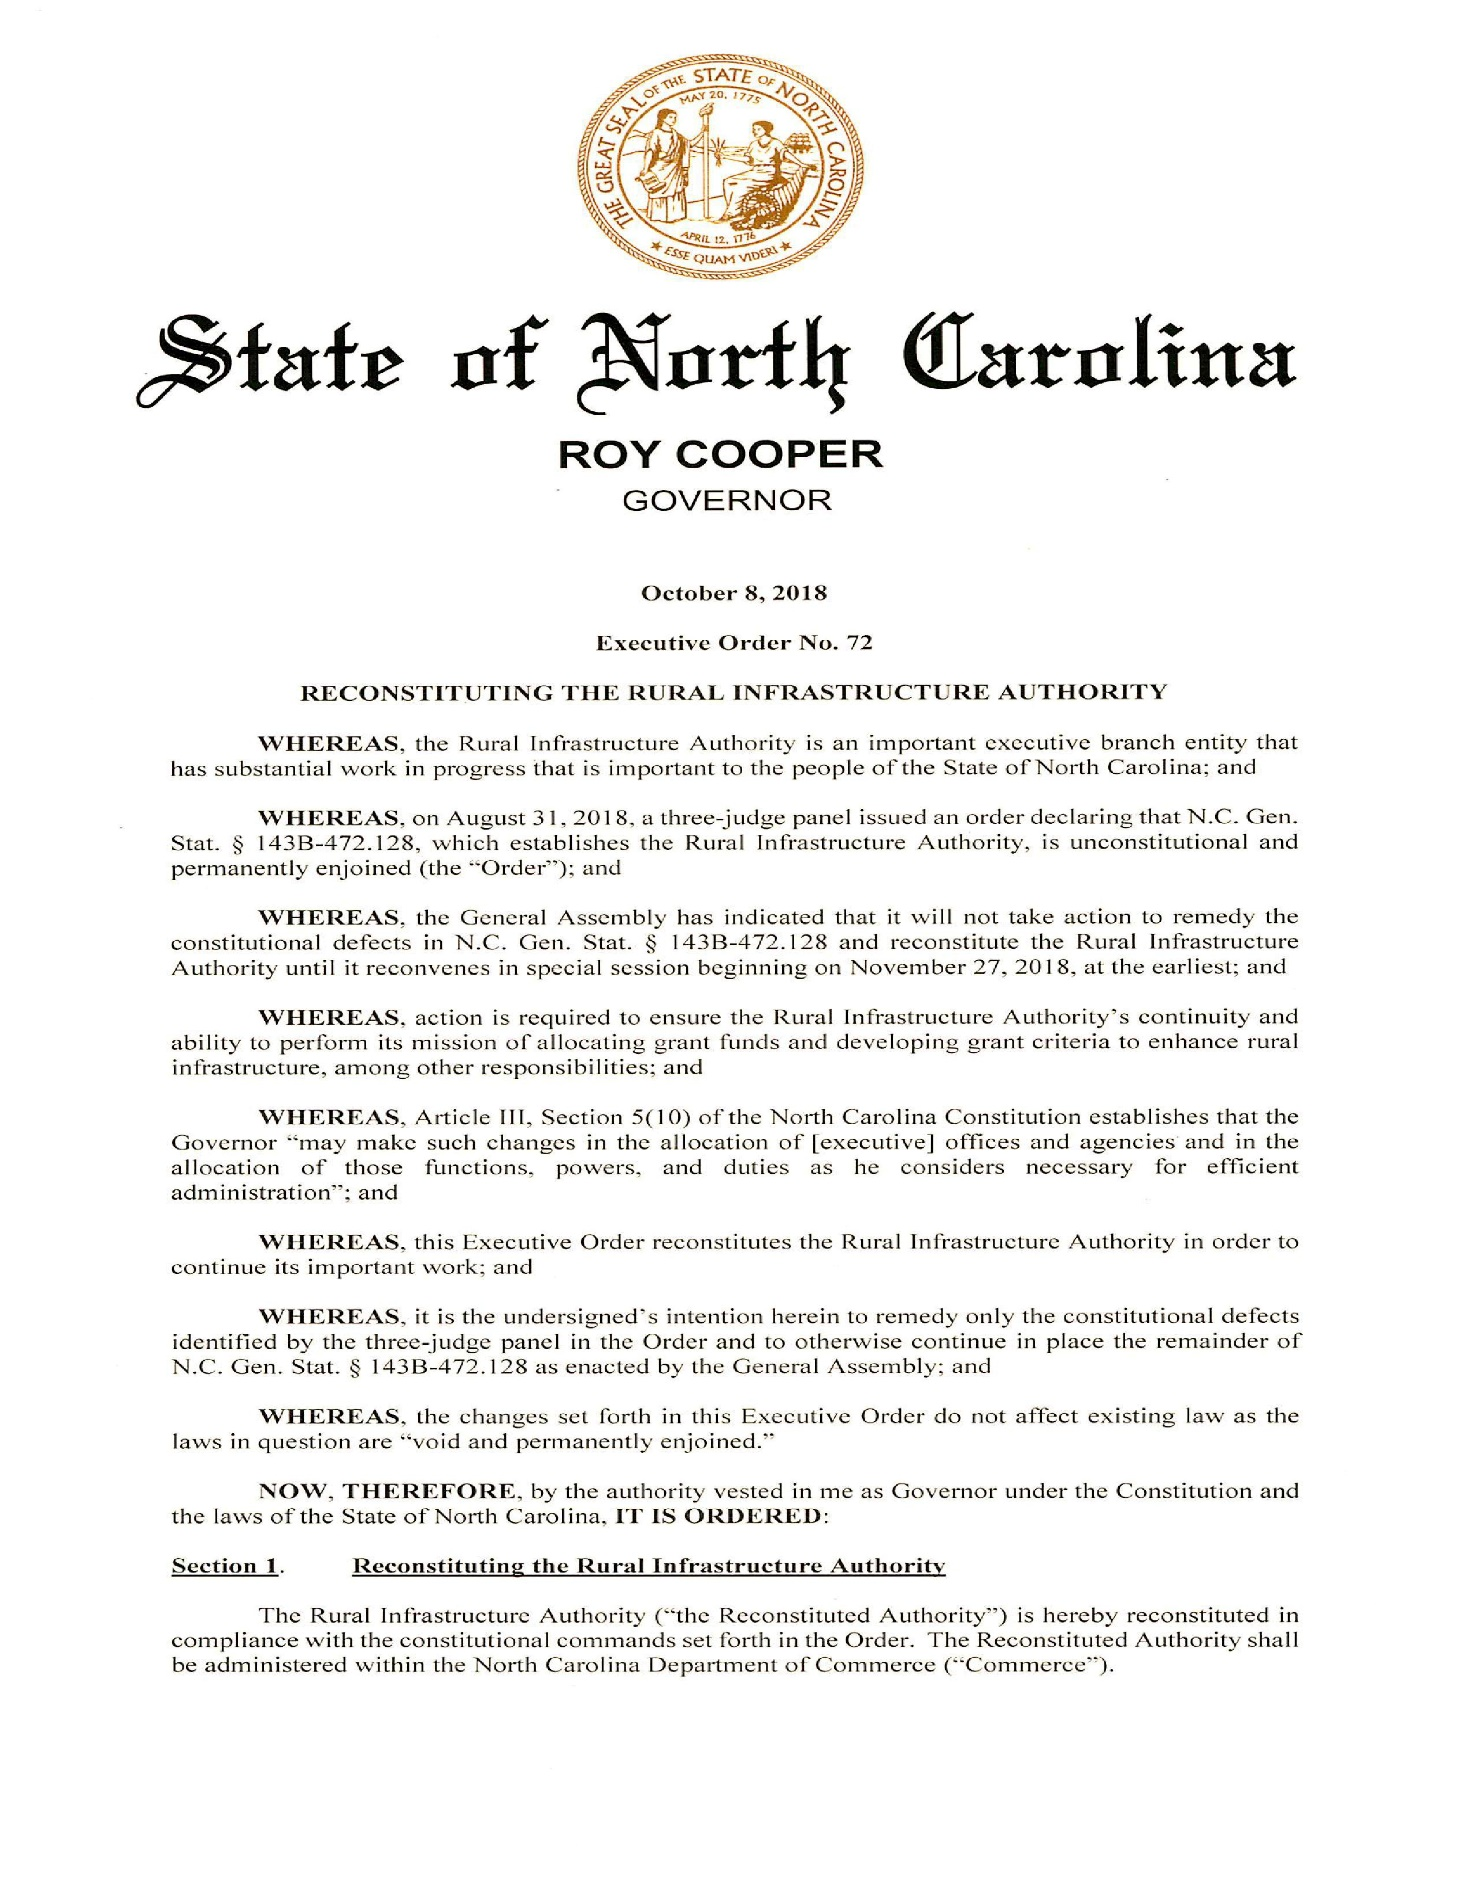 THE GREAT SEAL OF THE STATE OF NORTH CAROLINA
MAY 20, 1775
APRIL 12, 1776
★ ESSE QUAM VIDERI ★
State of North Carolina
ROY COOPER
GOVERNOR
October 8, 2018
Executive Order No. 72
RECONSTITUTING THE RURAL INFRASTRUCTURE AUTHORITY
WHEREAS, the Rural Infrastructure Authority is an important executive branch entity that
has substantial work in progress that is important to the people of the State of North Carolina; and
WHEREAS, on August 31, 2018, a three-judge panel issued an order declaring that N.C. Gen.
Stat. § 143B-472.128, which establishes the Rural Infrastructure Authority, is unconstitutional and
permanently enjoined (the “Order”); and
WHEREAS, the General Assembly has indicated that it will not take action to remedy the
constitutional defects in N.C. Gen. Stat. § 143B-472.128 and reconstitute the Rural Infrastructure
Authority until it reconvenes in special session beginning on November 27, 2018, at the earliest; and
WHEREAS, action is required to ensure the Rural Infrastructure Authority’s continuity and
ability to perform its mission of allocating grant funds and developing grant criteria to enhance rural
infrastructure, among other responsibilities; and
WHEREAS, Article III, Section 5(10) of the North Carolina Constitution establishes that the
Governor “may make such changes in the allocation of [executive] offices and agencies and in the
allocation of those functions, powers, and duties as he considers necessary for efficient
administration”; and
WHEREAS, this Executive Order reconstitutes the Rural Infrastructure Authority in order to
continue its important work; and
WHEREAS, it is the undersigned’s intention herein to remedy only the constitutional defects
identified by the three-judge panel in the Order and to otherwise continue in place the remainder of
N.C. Gen. Stat. § 143B-472.128 as enacted by the General Assembly; and
WHEREAS, the changes set forth in this Executive Order do not affect existing law as the
laws in question are “void and permanently enjoined.”
NOW, THEREFORE, by the authority vested in me as Governor under the Constitution and
the laws of the State of North Carolina, IT IS ORDERED:
Section 1. Reconstituting the Rural Infrastructure Authority
The Rural Infrastructure Authority (“the Reconstituted Authority”) is hereby reconstituted in
compliance with the constitutional commands set forth in the Order. The Reconstituted Authority shall
be administered within the North Carolina Department of Commerce (“Commerce”).